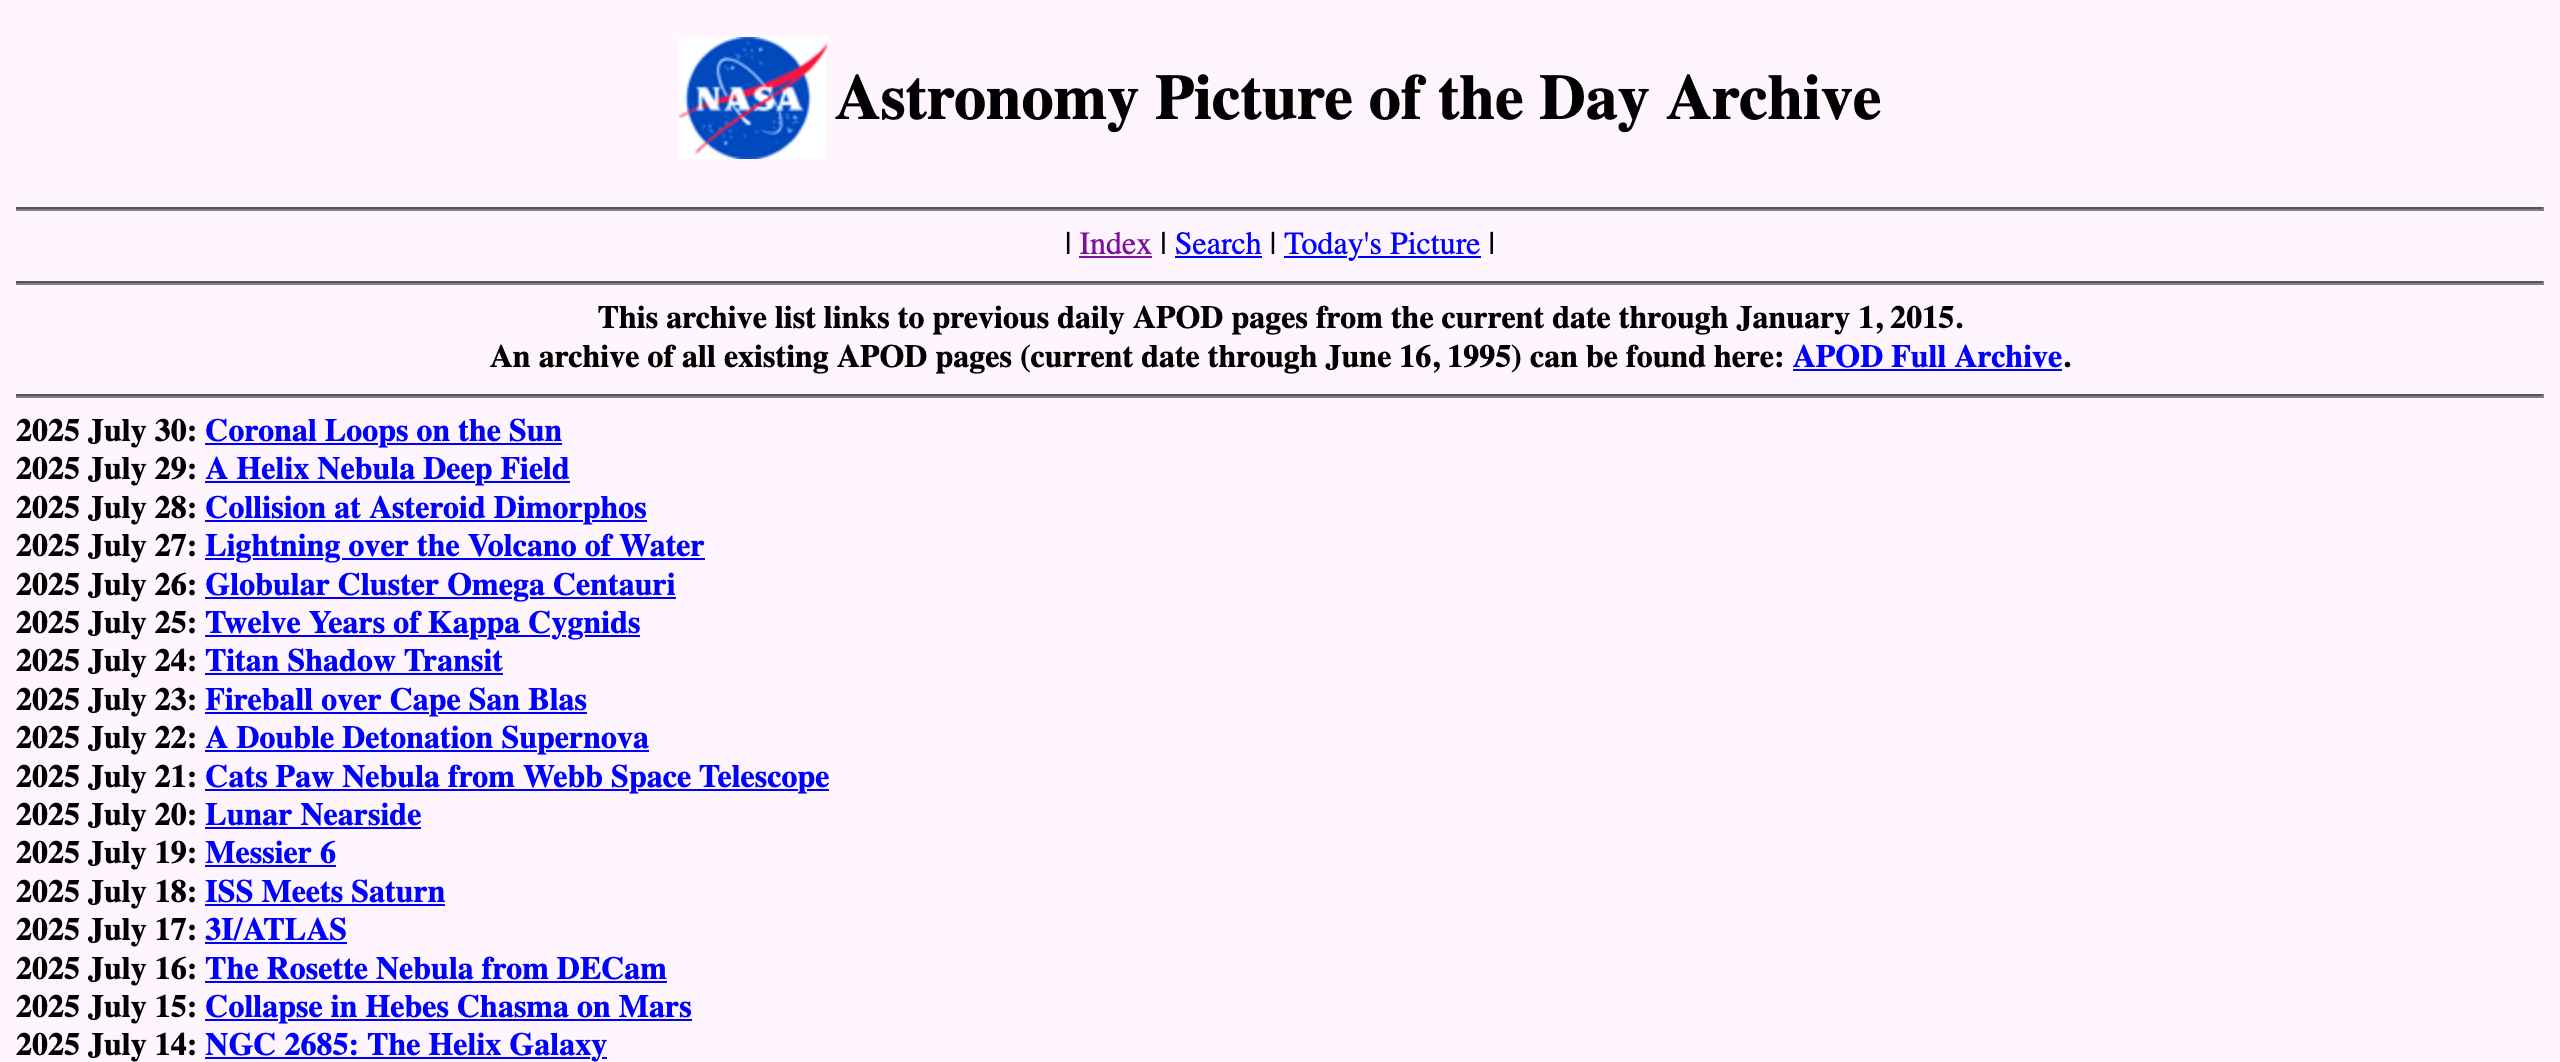 NASA
Astronomy Picture of the Day Archive
| Index | Search | Today's Picture |
This archive list links to previous daily APOD pages from the current date through January 1, 2015.
An archive of all existing APOD pages (current date through June 16, 1995) can be found here: APOD Full Archive.
2025 July 30: Coronal Loops on the Sun
2025 July 29: A Helix Nebula Deep Field
2025 July 28: Collision at Asteroid Dimorphos
2025 July 27: Lightning over the Volcano of Water
2025 July 26: Globular Cluster Omega Centauri
2025 July 25: Twelve Years of Kappa Cygnids
2025 July 24: Titan Shadow Transit
2025 July 23: Fireball over Cape San Blas
2025 July 22: A Double Detonation Supernova
2025 July 21: Cats Paw Nebula from Webb Space Telescope
2025 July 20: Lunar Nearside
2025 July 19: Messier 6
2025 July 18: ISS Meets Saturn
2025 July 17: 3I/ATLAS
2025 July 16: The Rosette Nebula from DECam
2025 July 15: Collapse in Hebes Chasma on Mars
2025 July 14: NGC 2685: The Helix Galaxy